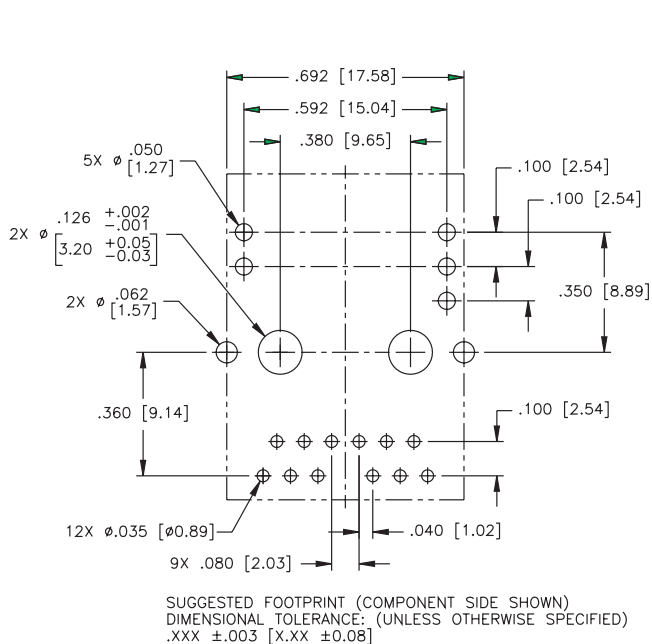 .692 [17.58]
.592 [15.04]
.380 [9.65]
5X ø .050
[1.27]
.100 [2.54]
.100 [2.54]
2X ø .126 +.002
-.001
[3.20 +0.05
-0.03]
.350 [8.89]
2X ø .062
[1.57]
.360 [9.14]
.100 [2.54]
12X ø.035 [ø0.89]
.040 [1.02]
9X .080 [2.03]
SUGGESTED FOOTPRINT (COMPONENT SIDE SHOWN)
DIMENSIONAL TOLERANCE: (UNLESS OTHERWISE SPECIFIED)
.XXX ±.003 [X.XX ±0.08]